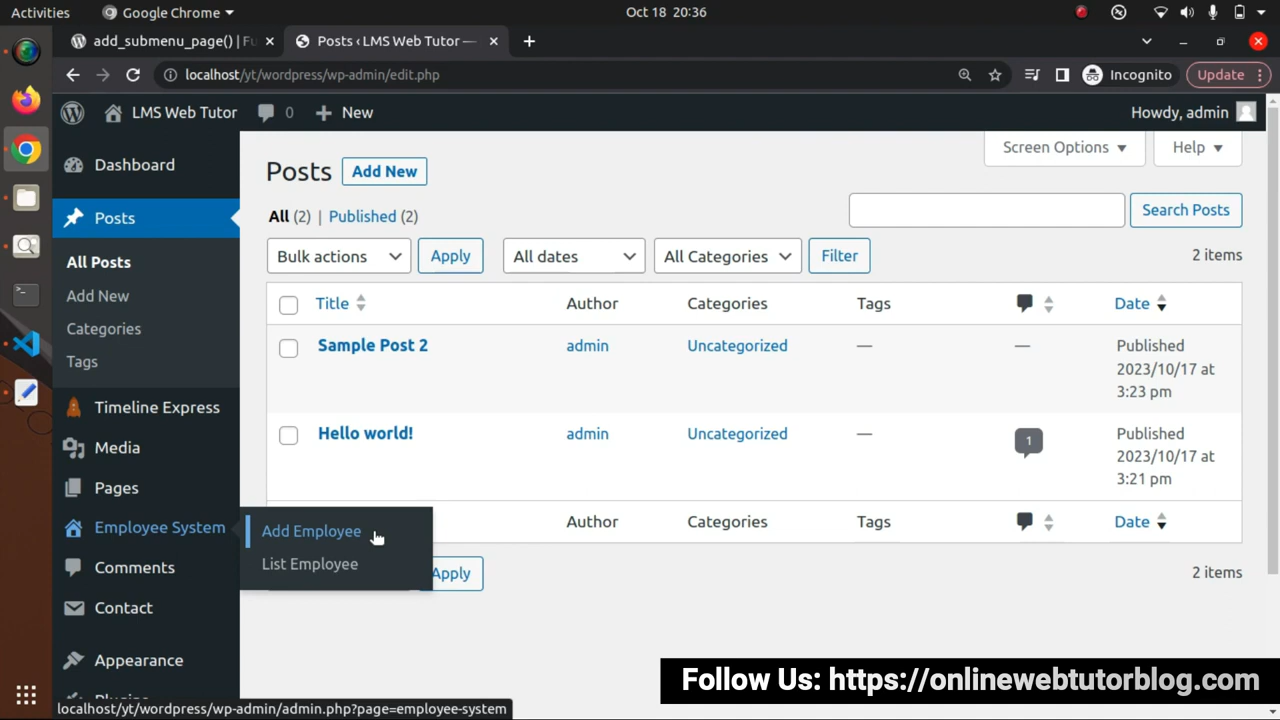 Activities
Google Chrome
Oct 18 20:36
add_submenu_page() | Fu
Posts ‹ LMS Web Tutor —
localhost/yt/wordpress/wp-admin/edit.php
Incognito
Update
LMS Web Tutor
0
New
Howdy, admin
Dashboard
Posts
All Posts
Add New
Categories
Tags
Timeline Express
Media
Pages
Employee System
Add Employee
List Employee
Comments
Contact
Appearance
Plugins
Posts
Add New
Screen Options
Help
All (2) | Published (2)
Search Posts
Bulk actions
Apply
All dates
All Categories
Filter
2 items
Title
Author
Categories
Tags
Date
Sample Post 2
admin
Uncategorized
—
—
Published
2023/10/17 at
3:23 pm
Hello world!
admin
Uncategorized
—
1
Published
2023/10/17 at
3:21 pm
Author
Categories
Tags
Date
Apply
2 items
Follow Us: https://onlinewebtutorblog.com
localhost/yt/wordpress/wp-admin/admin.php?page=employee-system